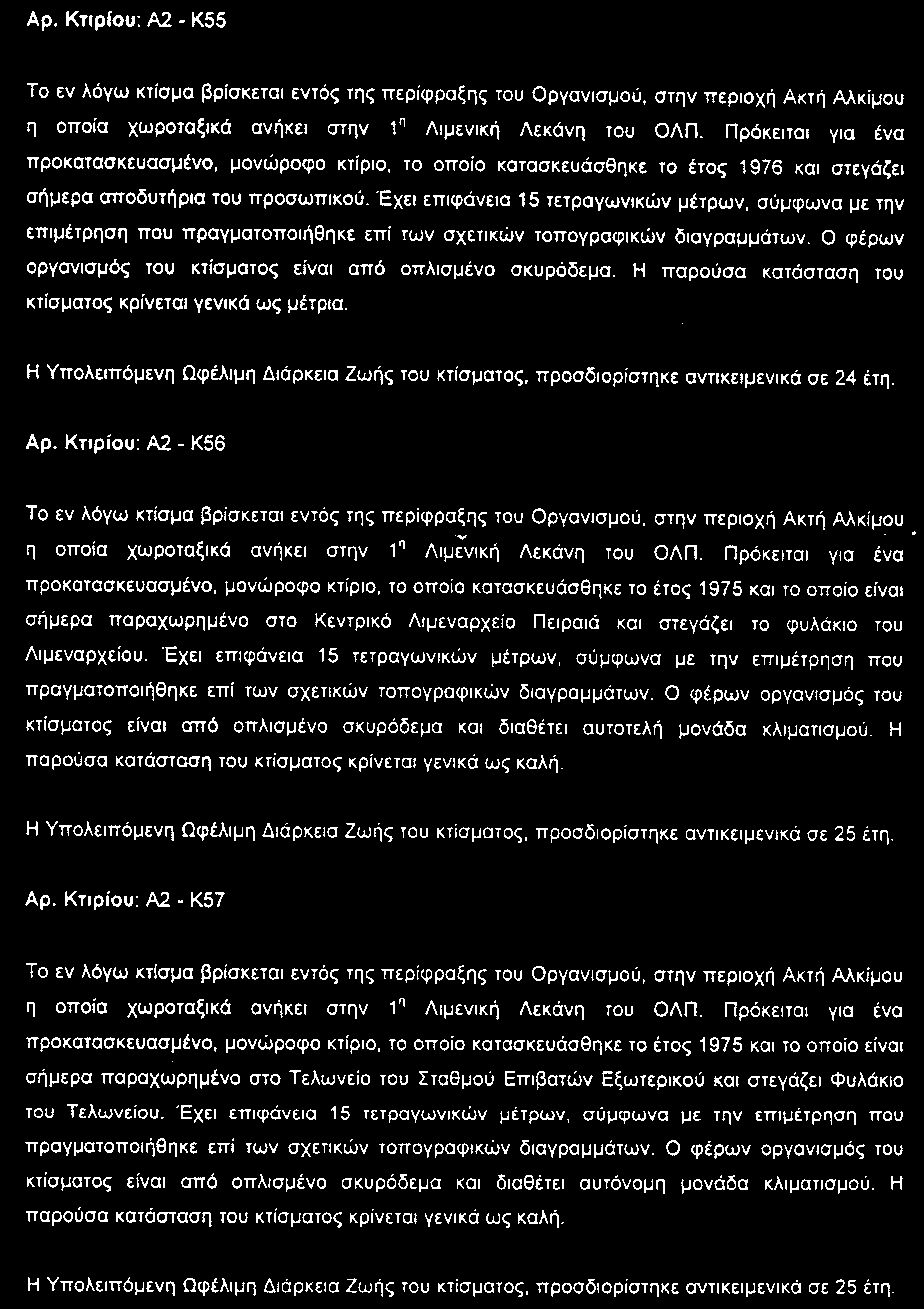 Αρ. Κτιρίου: Α2 - Κ55
Το εν λόγω κτίσμα βρίσκεται εντός της περίφραξης του Οργανισμού, στην περιοχή Ακτή Αλκίμου
η οποία χωροταξικά ανήκει στην 1η Λιμενική Λεκάνη του ΟΛΠ. Πρόκειται για ένα
προκατασκευασμένο, μονώροφο κτίριο, το οποίο κατασκευάσθηκε το έτος 1976 και στεγάζει
σήμερα αποδυτήρια του προσωπικού. Έχει επιφάνεια 15 τετραγωνικών μέτρων, σύμφωνα με την
επιμέτρηση που πραγματοποιήθηκε επί των σχετικών τοπογραφικών διαγραμμάτων. Ο φέρων
οργανισμός του κτίσματος είναι από οπλισμένο σκυρόδεμα. Η παρούσα κατάσταση του
κτίσματος κρίνεται γενικά ως μέτρια.
Η Υπολειπόμενη Ωφέλιμη Διάρκεια Ζωής του κτίσματος, προσδιορίστηκε αντικειμενικά σε 24 έτη.
Αρ. Κτιρίου: Α2 - Κ56
Το εν λόγω κτίσμα βρίσκεται εντός της περίφραξης του Οργανισμού, στην περιοχή Ακτή Αλκίμου
η οποία χωροταξικά ανήκει στην 1η Λιμενική Λεκάνη του ΟΛΠ. Πρόκειται για ένα
προκατασκευασμένο, μονώροφο κτίριο, το οποίο κατασκευάσθηκε το έτος 1975 και το οποίο είναι
σήμερα παραχωρημένο στο Κεντρικό Λιμεναρχείο Πειραιά και στεγάζει το φυλάκιο του
Λιμεναρχείου. Έχει επιφάνεια 15 τετραγωνικών μέτρων, σύμφωνα με την επιμέτρηση που
πραγματοποιήθηκε επί των σχετικών τοπογραφικών διαγραμμάτων. Ο φέρων οργανισμός του
κτίσματος είναι από οπλισμένο σκυρόδεμα και διαθέτει αυτοτελή μονάδα κλιματισμού. Η
παρούσα κατάσταση του κτίσματος κρίνεται γενικά ως καλή.
Η Υπολειπόμενη Ωφέλιμη Διάρκεια Ζωής του κτίσματος, προσδιορίστηκε αντικειμενικά σε 25 έτη.
Αρ. Κτιρίου: Α2 - Κ57
Το εν λόγω κτίσμα βρίσκεται εντός της περίφραξης του Οργανισμού, στην περιοχή Ακτή Αλκίμου
η οποία χωροταξικά ανήκει στην 1η Λιμενική Λεκάνη του ΟΛΠ. Πρόκειται για ένα
προκατασκευασμένο, μονώροφο κτίριο, το οποίο κατασκευάσθηκε το έτος 1975 και το οποίο είναι
σήμερα παραχωρημένο στο Τελωνείο του Σταθμού Επιβατών Εξωτερικού και στεγάζει Φυλάκιο
του Τελωνείου. Έχει επιφάνεια 15 τετραγωνικών μέτρων, σύμφωνα με την επιμέτρηση που
πραγματοποιήθηκε επί των σχετικών τοπογραφικών διαγραμμάτων. Ο φέρων οργανισμός του
κτίσματος είναι από οπλισμένο σκυρόδεμα και διαθέτει αυτόνομη μονάδα κλιματισμού. Η
παρούσα κατάσταση του κτίσματος κρίνεται γενικά ως καλή.
Η Υπολειπόμενη Ωφέλιμη Διάρκεια Ζωής του κτίσματος, προσδιορίστηκε αντικειμενικά σε 25 έτη.